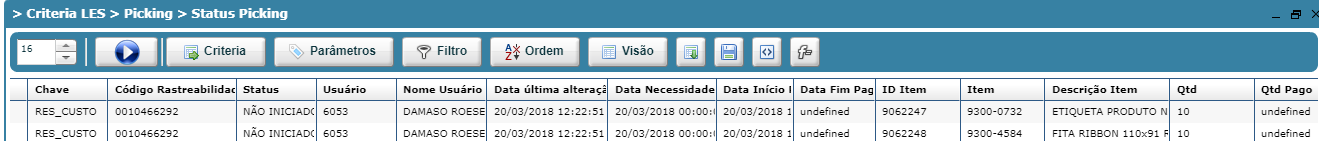 > Criteria LES > Picking > Status Picking
16 Criteria Parâmetros Filtro Ordem Visão
Chave Código Rastreabilidad Status Usuário Nome Usuário Data última alteraçã Data Necessidade Data Início Data Fim Pag ID Item Item Descrição Item Qtd Qtd Pago
RES_CUSTO 0010466292 NÃO INICIADO 6053 DAMASO ROESE 20/03/2018 12:22:51 20/03/2018 00:00:0 20/03/2018 1 undefined 9062247 9300-0732 ETIQUETA PRODUTO N 10 undefined
RES_CUSTO 0010466292 NÃO INICIADO 6053 DAMASO ROESE 20/03/2018 12:22:51 20/03/2018 00:00:0 20/03/2018 1 undefined 9062248 9300-4584 FITA RIBBON 110x91 R 10 undefined